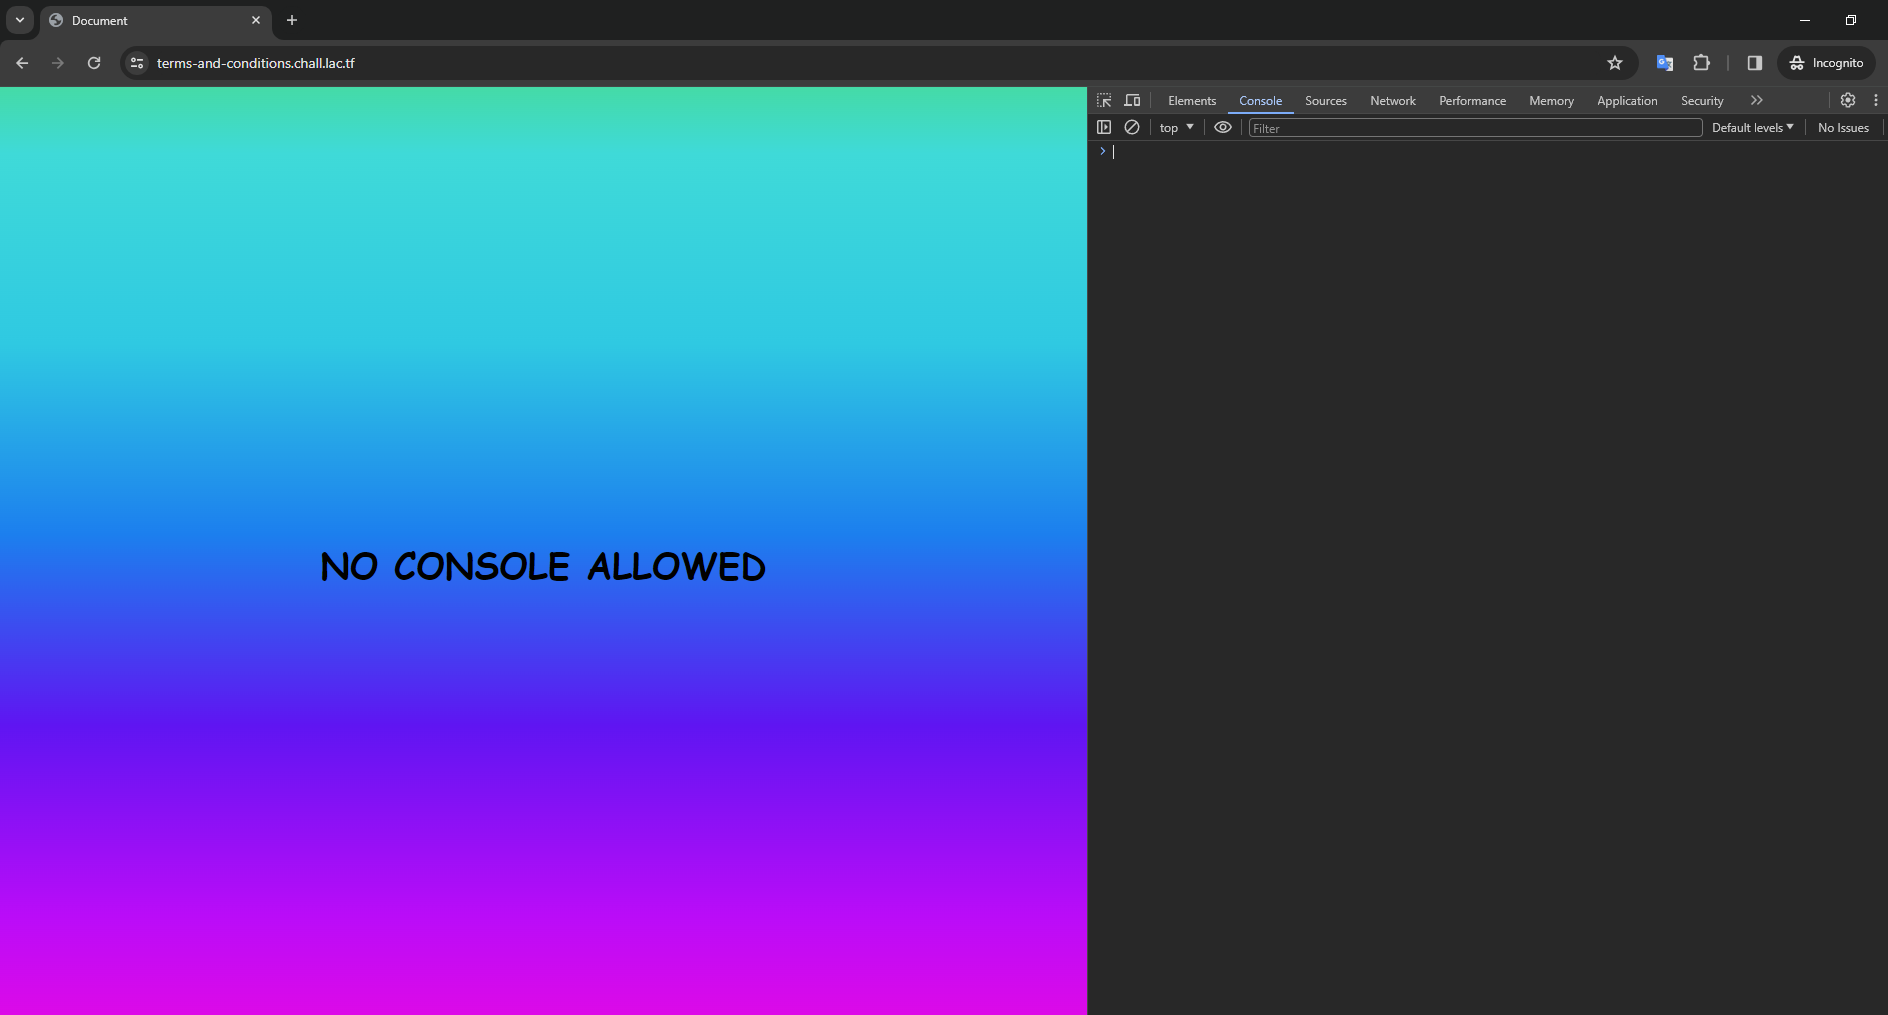 Document
terms-and-conditions.chall.lac.tf
Incognito
Elements Console Sources Network Performance Memory Application Security
top Filter Default levels No Issues
NO CONSOLE ALLOWED